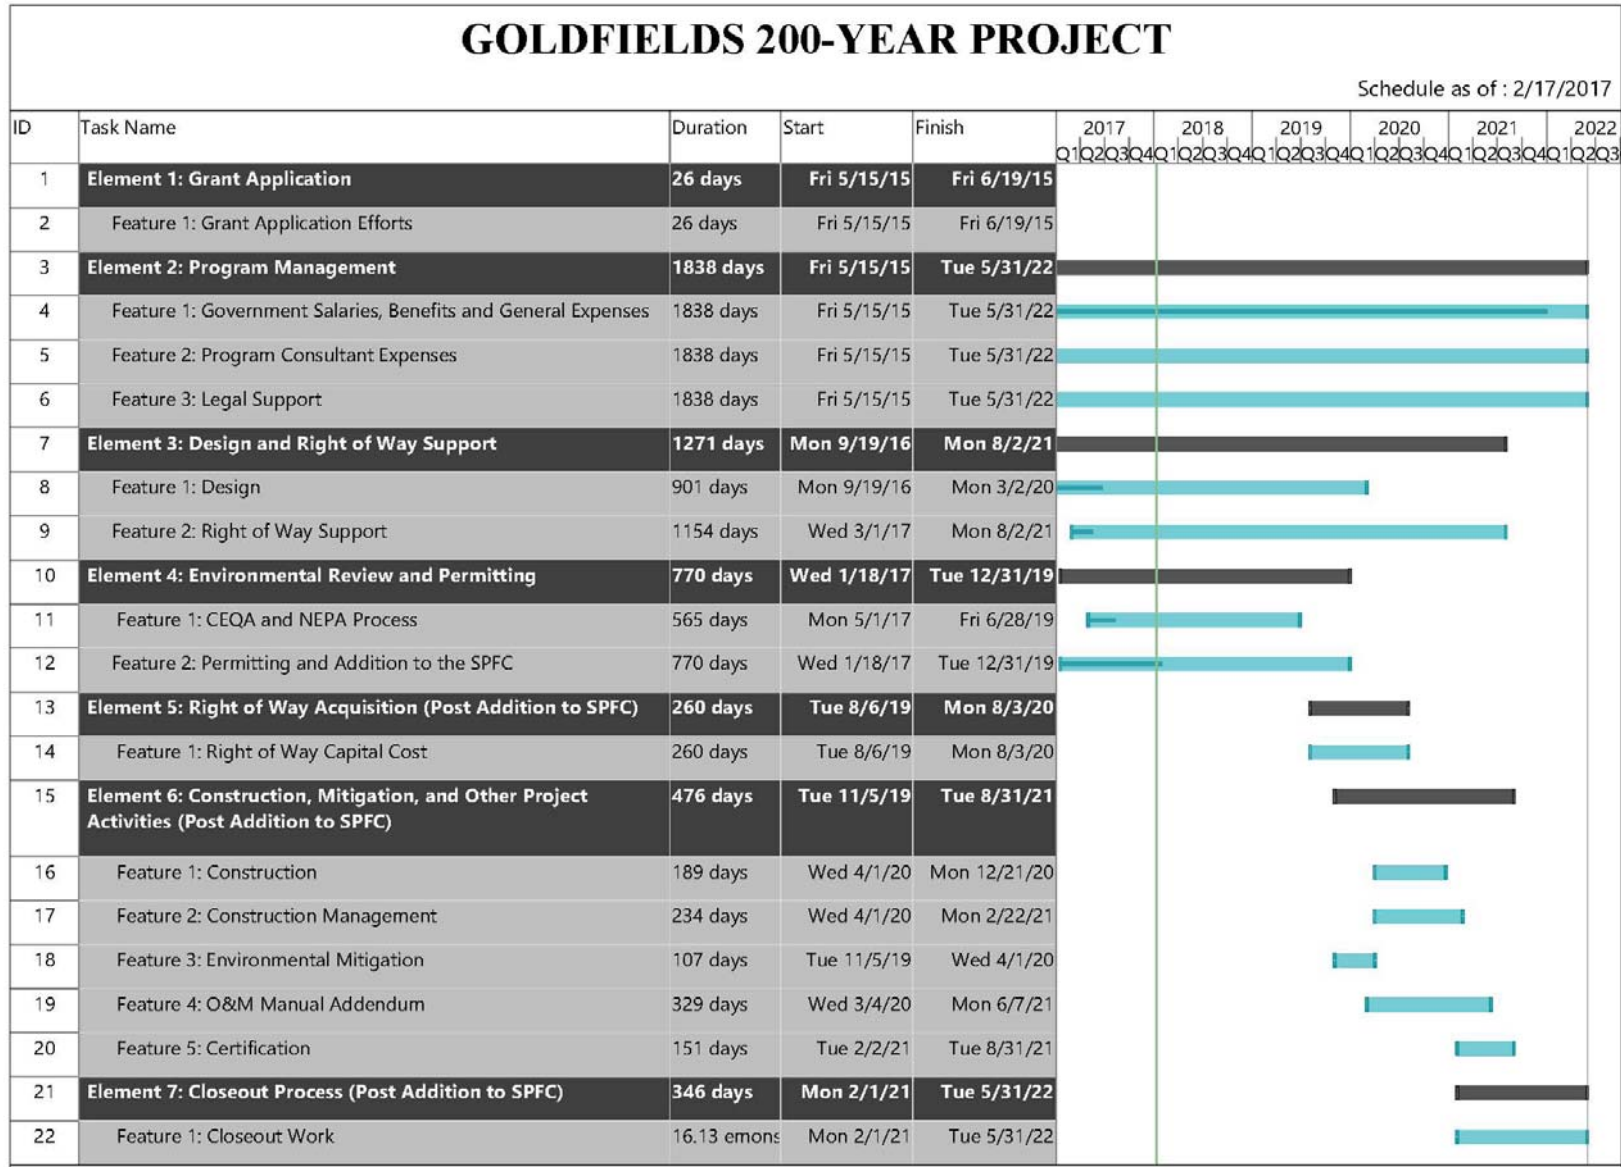 GOLDFIELDS 200-YEAR PROJECT
Schedule as of : 2/17/2017
ID Task Name Duration Start Finish 2017 2018 2019 2020 2021 2022
Q1Q2Q3Q4Q1Q2Q3Q4Q1Q2Q3Q4Q1Q2Q3Q4Q1Q2Q3Q4Q1Q2Q3
1 Element 1: Grant Application 26 days Fri 5/15/15 Fri 6/19/15
2 Feature 1: Grant Application Efforts 26 days Fri 5/15/15 Fri 6/19/15
3 Element 2: Program Management 1838 days Fri 5/15/15 Tue 5/31/22
4 Feature 1: Government Salaries, Benefits and General Expenses 1838 days Fri 5/15/15 Tue 5/31/22
5 Feature 2: Program Consultant Expenses 1838 days Fri 5/15/15 Tue 5/31/22
6 Feature 3: Legal Support 1838 days Fri 5/15/15 Tue 5/31/22
7 Element 3: Design and Right of Way Support 1271 days Mon 9/19/16 Mon 8/2/21
8 Feature 1: Design 901 days Mon 9/19/16 Mon 3/2/20
9 Feature 2: Right of Way Support 1154 days Wed 3/1/17 Mon 8/2/21
10 Element 4: Environmental Review and Permitting 770 days Wed 1/18/17 Tue 12/31/19
11 Feature 1: CEQA and NEPA Process 565 days Mon 5/1/17 Fri 6/28/19
12 Feature 2: Permitting and Addition to the SPFC 770 days Wed 1/18/17 Tue 12/31/19
13 Element 5: Right of Way Acquisition (Post Addition to SPFC) 260 days Tue 8/6/19 Mon 8/3/20
14 Feature 1: Right of Way Capital Cost 260 days Tue 8/6/19 Mon 8/3/20
15 Element 6: Construction, Mitigation, and Other Project 476 days Tue 11/5/19 Tue 8/31/21
Activities (Post Addition to SPFC)
16 Feature 1: Construction 189 days Wed 4/1/20 Mon 12/21/20
17 Feature 2: Construction Management 234 days Wed 4/1/20 Mon 2/22/21
18 Feature 3: Environmental Mitigation 107 days Tue 11/5/19 Wed 4/1/20
19 Feature 4: O&M Manual Addendum 329 days Wed 3/4/20 Mon 6/7/21
20 Feature 5: Certification 151 days Tue 2/2/21 Tue 8/31/21
21 Element 7: Closeout Process (Post Addition to SPFC) 346 days Mon 2/1/21 Tue 5/31/22
22 Feature 1: Closeout Work 16.13 emons Mon 2/1/21 Tue 5/31/22